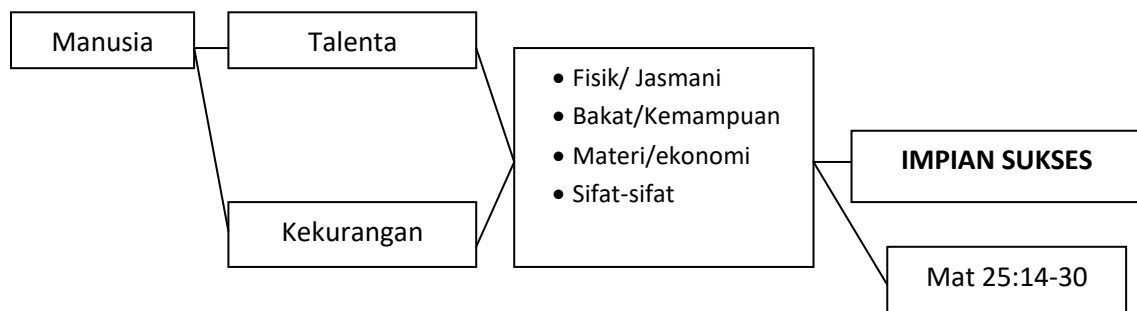 Manusia
Talenta
Kekurangan
• Fisik/ Jasmani
• Bakat/Kemampuan
• Materi/ekonomi
• Sifat-sifat
IMPIAN SUKSES
Mat 25:14-30